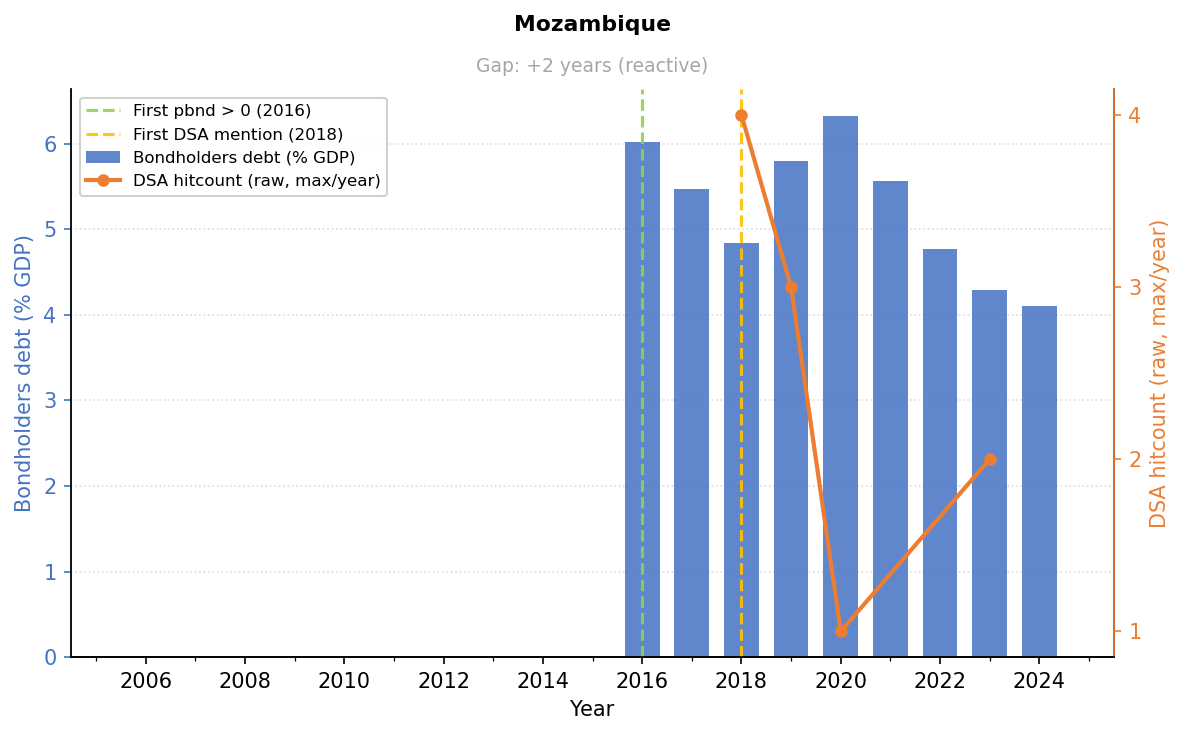 Mozambique
Gap: +2 years (reactive)
First pbnd > 0 (2016)
First DSA mention (2018)
Bondholders debt (% GDP)
DSA hitcount (raw, max/year)
Bondholders debt (% GDP)
6
5
4
3
2
1
0
4
3
2
1
DSA hitcount (raw, max/year)
2006 2008 2010 2012 2014 2016 2018 2020 2022 2024
Year